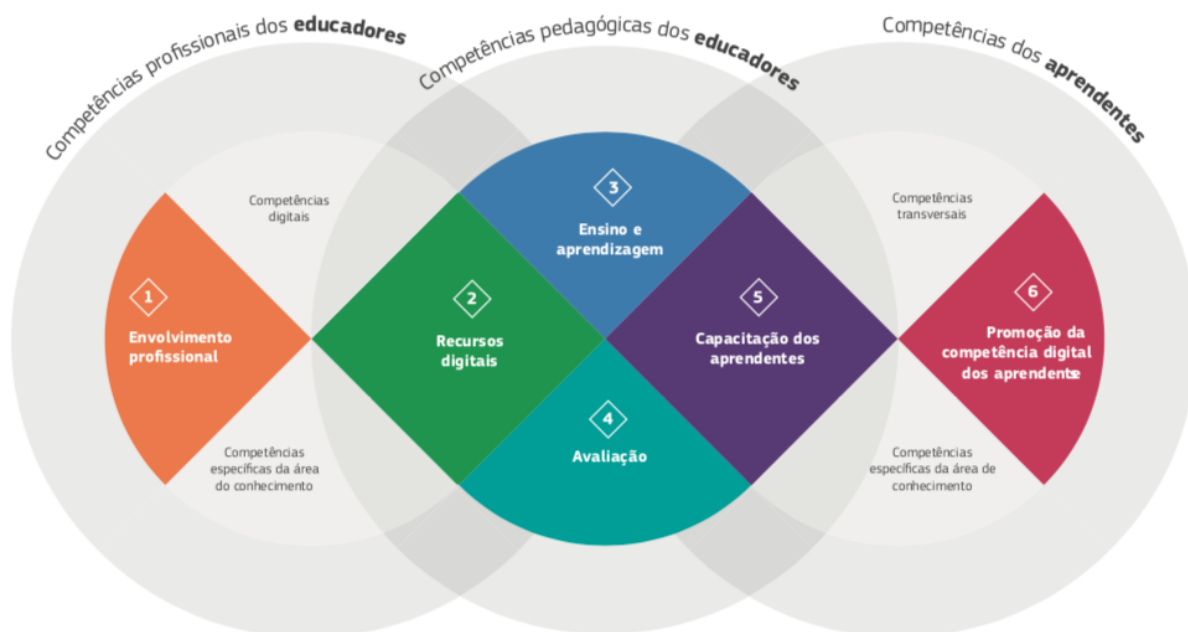 Competências profissionais dos educadores
Competências pedagógicas dos educadores
Competências dos aprendentes
Competências
digitais
Competências
específicas da área
do conhecimento
1
Envolvimento
profissional
2
Recursos
digitais
3
Ensino e
aprendizagem
4
Avaliação
5
Capacitação dos
aprendentes
Competências
transversais
Competências
específicas da área de
conhecimento
6
Promoção da
competência digital
dos aprendente